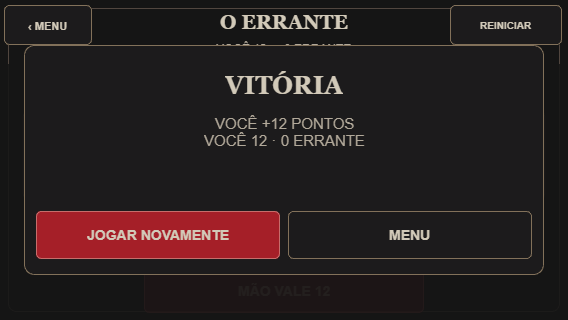 ‹ MENU
O ERRANTE
REINICIAR
VITÓRIA
VOCÊ +12 PONTOS
VOCÊ 12 · 0 ERRANTE
JOGAR NOVAMENTE
MENU
MÃO VALE 12